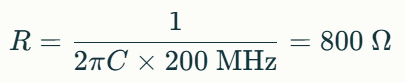 R = 1 / (2πC × 200 MHz) = 800 Ω